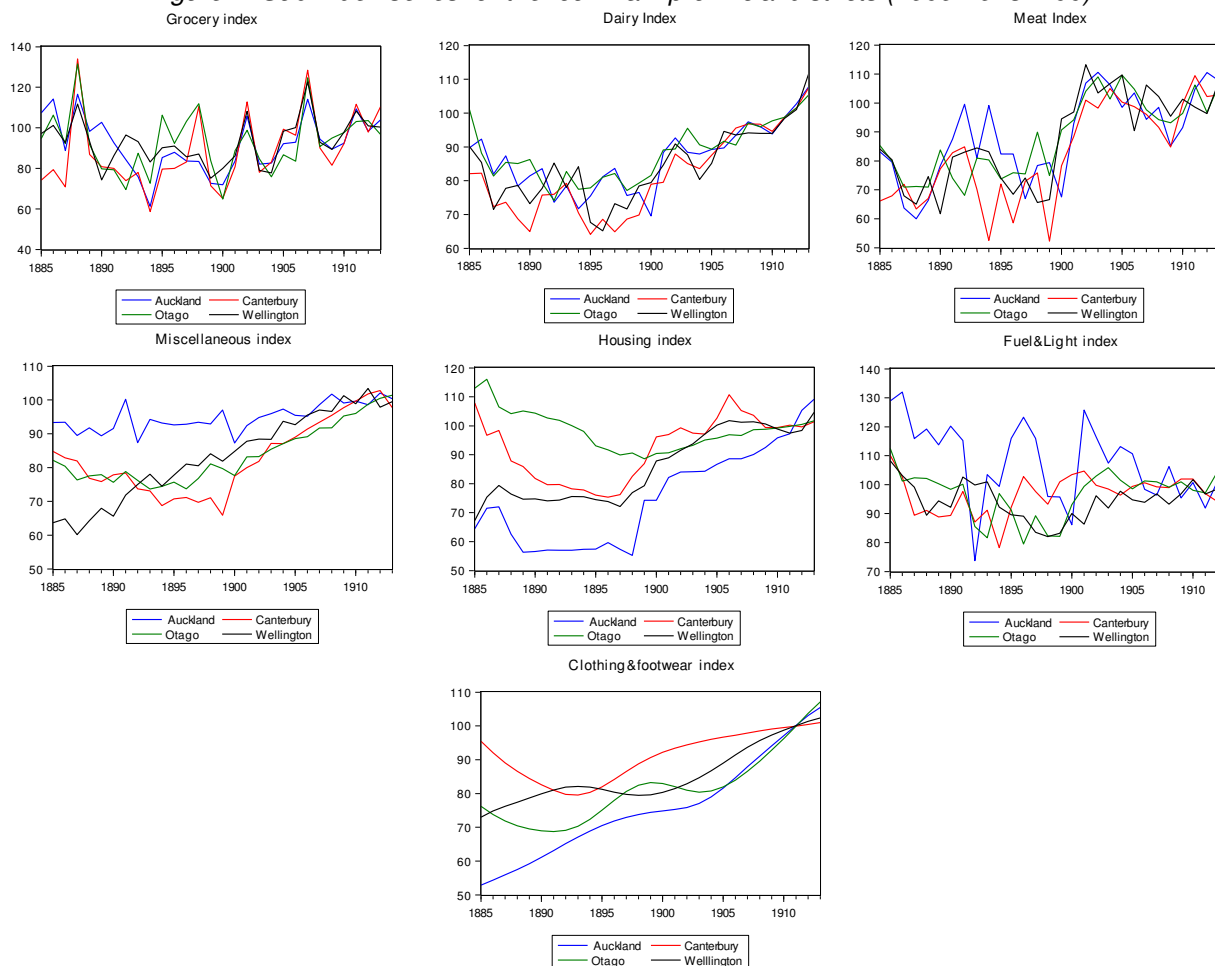 Grocery index
Dairy Index
Meat Index
140
120
100
80
60
40
1885 1890 1895 1900 1905 1910
Auckland Canterbury
Otago Wellington
120
110
100
90
80
70
60
1885 1890 1895 1900 1905 1910
Auckland Canterbury
Otago Wellington
120
110
100
90
80
70
60
50
1885 1890 1895 1900 1905 1910
Auckland Canterbury
Otago Wellington
Miscellaneous index
Housing index
Fuel&Light index
110
100
90
80
70
60
50
1885 1890 1895 1900 1905 1910
Auckland Canterbury
Otago Wellington
120
110
100
90
80
70
60
50
1885 1890 1895 1900 1905 1910
Auckland Canterbury
Otago Wellington
140
130
120
110
100
90
80
70
1885 1890 1895 1900 1905 1910
Auckland Canterbury
Otago Wellington
Clothing&footwear index
110
100
90
80
70
60
50
1885 1890 1895 1900 1905 1910
Auckland Canterbury
Otago Welllington